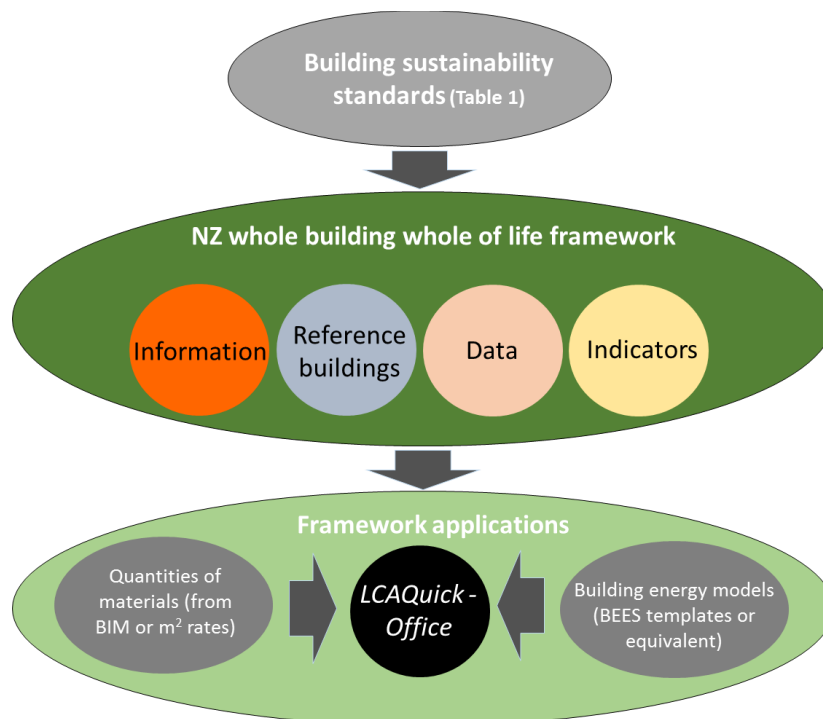 Building sustainability
standards (Table 1)
NZ whole building whole of life framework
Information
Reference
buildings
Data
Indicators
Framework applications
Quantities of
materials (from
BIM or m² rates)
LCAQuick -
Office
Building energy models
(BEES templates or
equivalent)